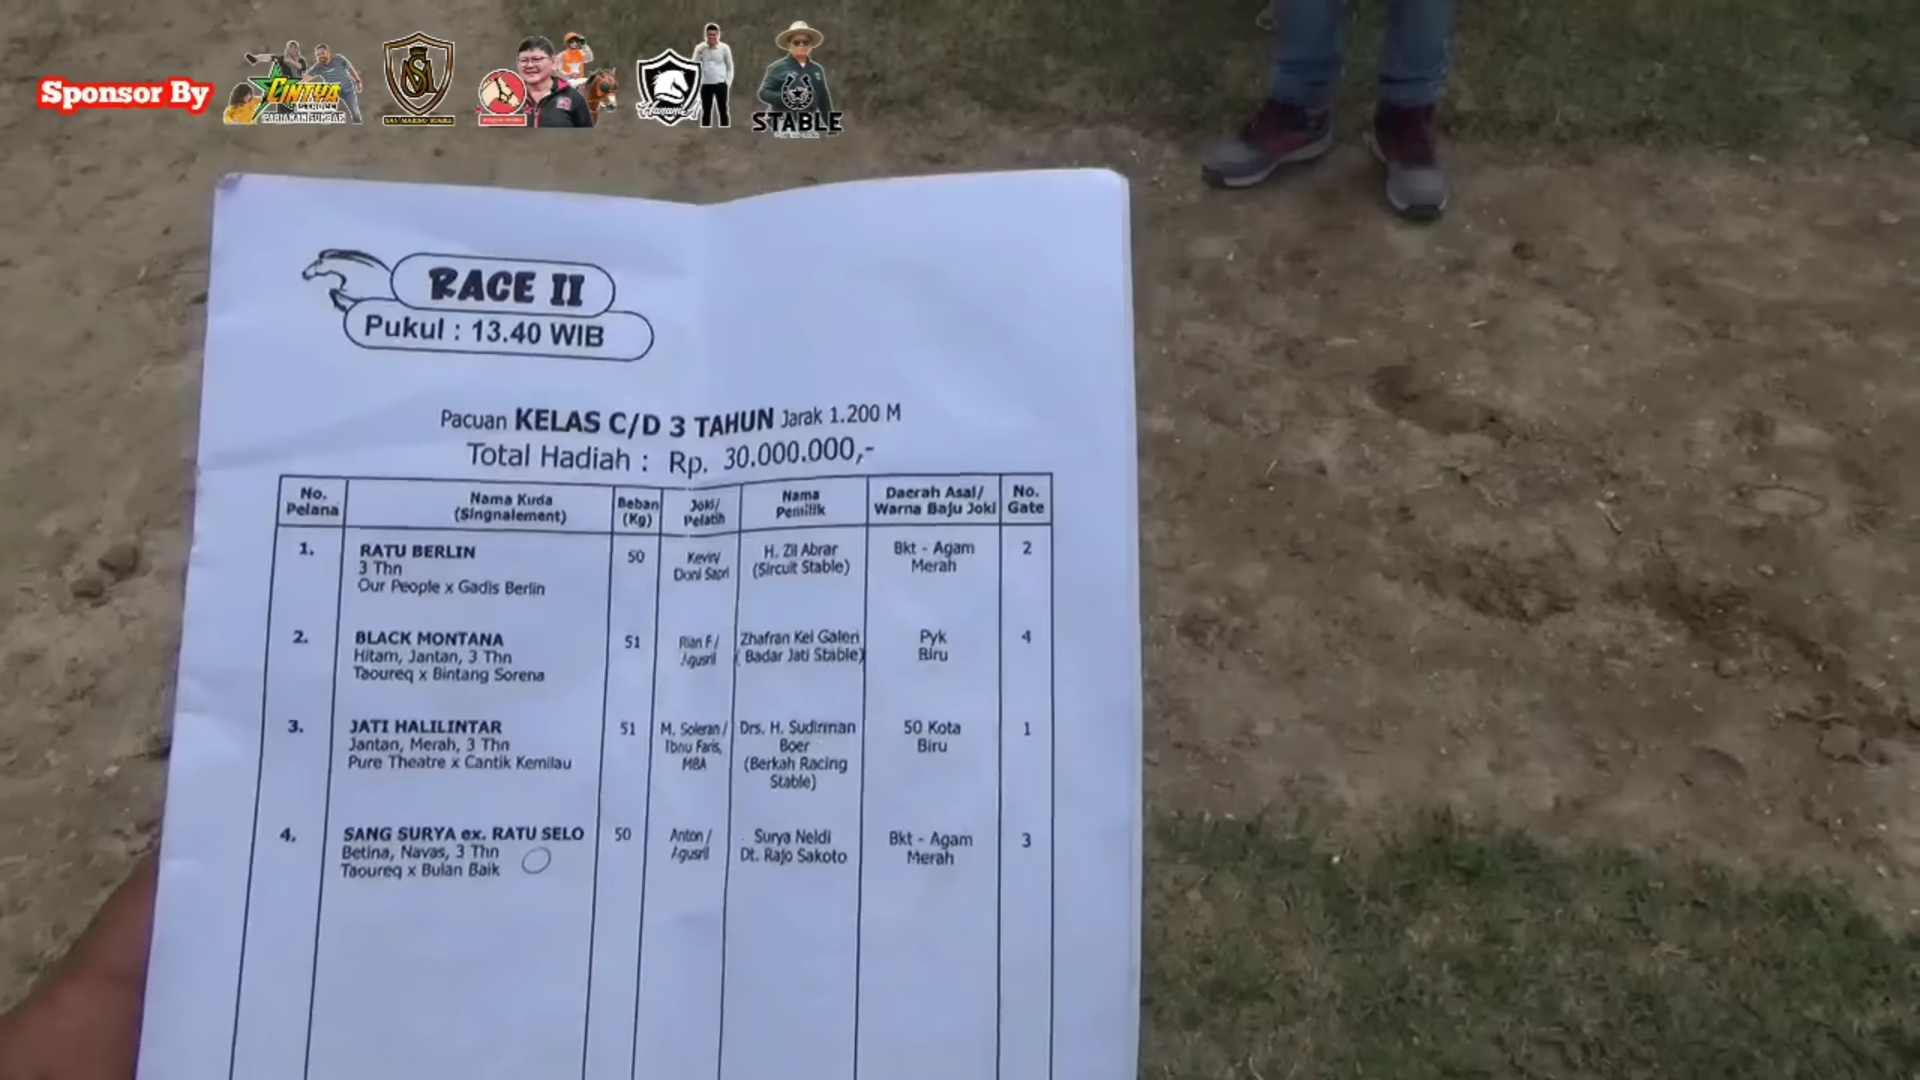 Sponsor By
CINTYA
STABLE
RACE II
Pukul : 13.40 WIB
Pacuan KELAS C/D 3 TAHUN Jarak 1.200 M
Total Hadiah : Rp. 30.000.000,-
No. Pelana
Nama Kuda (Singnalement)
Beban (Kg)
Joki/ Pelatih
Nama Pemilik
Daerah Asal/ Warna Baju Joki
No. Gate
1.
RATU BERLIN
3 Thn
Our People x Gadis Berlin
50
Kevin/
Doni Sapri
H. Zil Abrar
(Sircuit Stable)
Bkt - Agam
Merah
2
2.
BLACK MONTANA
Hitam, Jantan, 3 Thn
Taoureq x Bintang Sorena
51
Rian F/
Agusril
Zhafran Kei Galeri
( Badar Jati Stable)
Pyk
Biru
4
3.
JATI HALILINTAR
Jantan, Merah, 3 Thn
Pure Theatre x Cantik Kemilau
51
M. Soleran /
Ibnu Faris,
MBA
Drs. H. Sudirman
Boer
(Berkah Racing
Stable)
50 Kota
Biru
1
4.
SANG SURYA ex. RATU SELO
Betina, Navas, 3 Thn
Taoureq x Bulan Baik
50
Anton /
Agusril
Surya Neldi
Dt. Rajo Sakoto
Bkt - Agam
Merah
3